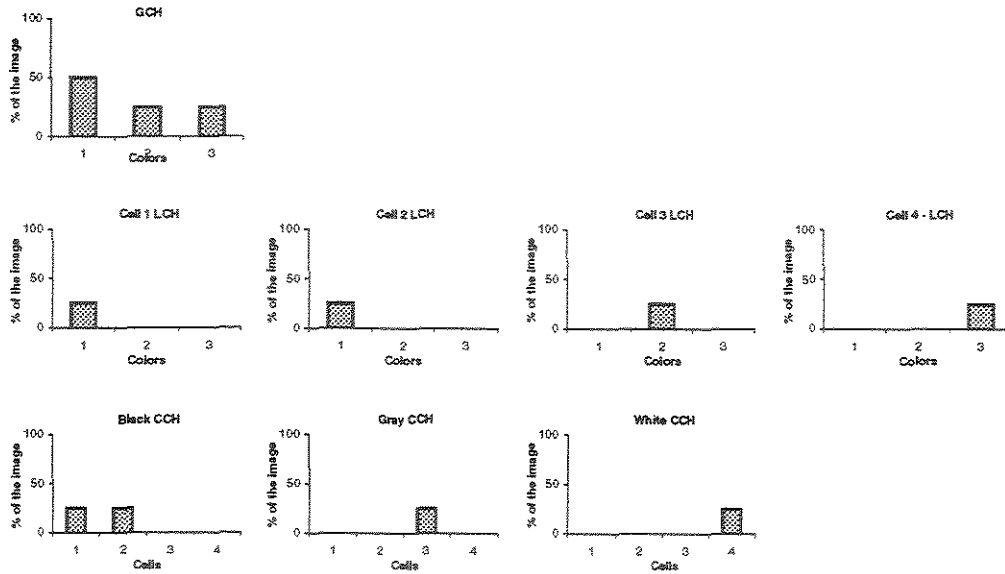 GCH
% of the image
100
50
0
1 2 3
Colors
Cell 1 LCH
% of the image
100
50
0
1 2 3
Colors
Cell 2 LCH
% of the image
100
50
0
1 2 3
Colors
Cell 3 LCH
% of the image
100
50
0
1 2 3
Colors
Cell 4 - LCH
% of the image
100
50
0
1 2 3
Colors
Black CCH
% of the image
100
50
0
1 2 3 4
Cells
Gray CCH
% of the image
100
50
0
1 2 3 4
Cells
White CCH
% of the image
100
50
0
1 2 3 4
Cells